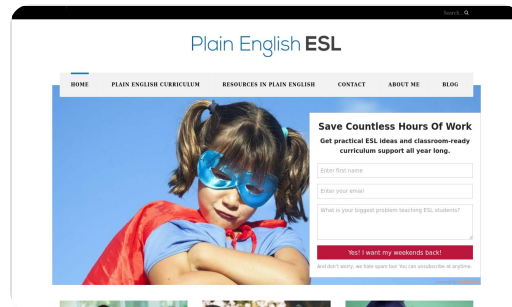 Search...
Plain English ESL
HOME PLAIN ENGLISH CURRICULUM RESOURCES IN PLAIN ENGLISH CONTACT ABOUT ME BLOG
Save Countless Hours Of Work
Get practical ESL ideas and classroom-ready
curriculum support all year long.
Enter first name
Enter your email
What is your biggest problem teaching ESL students?
Yes! I want my weekends back!
And don't worry, we hate spam too! You can unsubscribe at anytime.